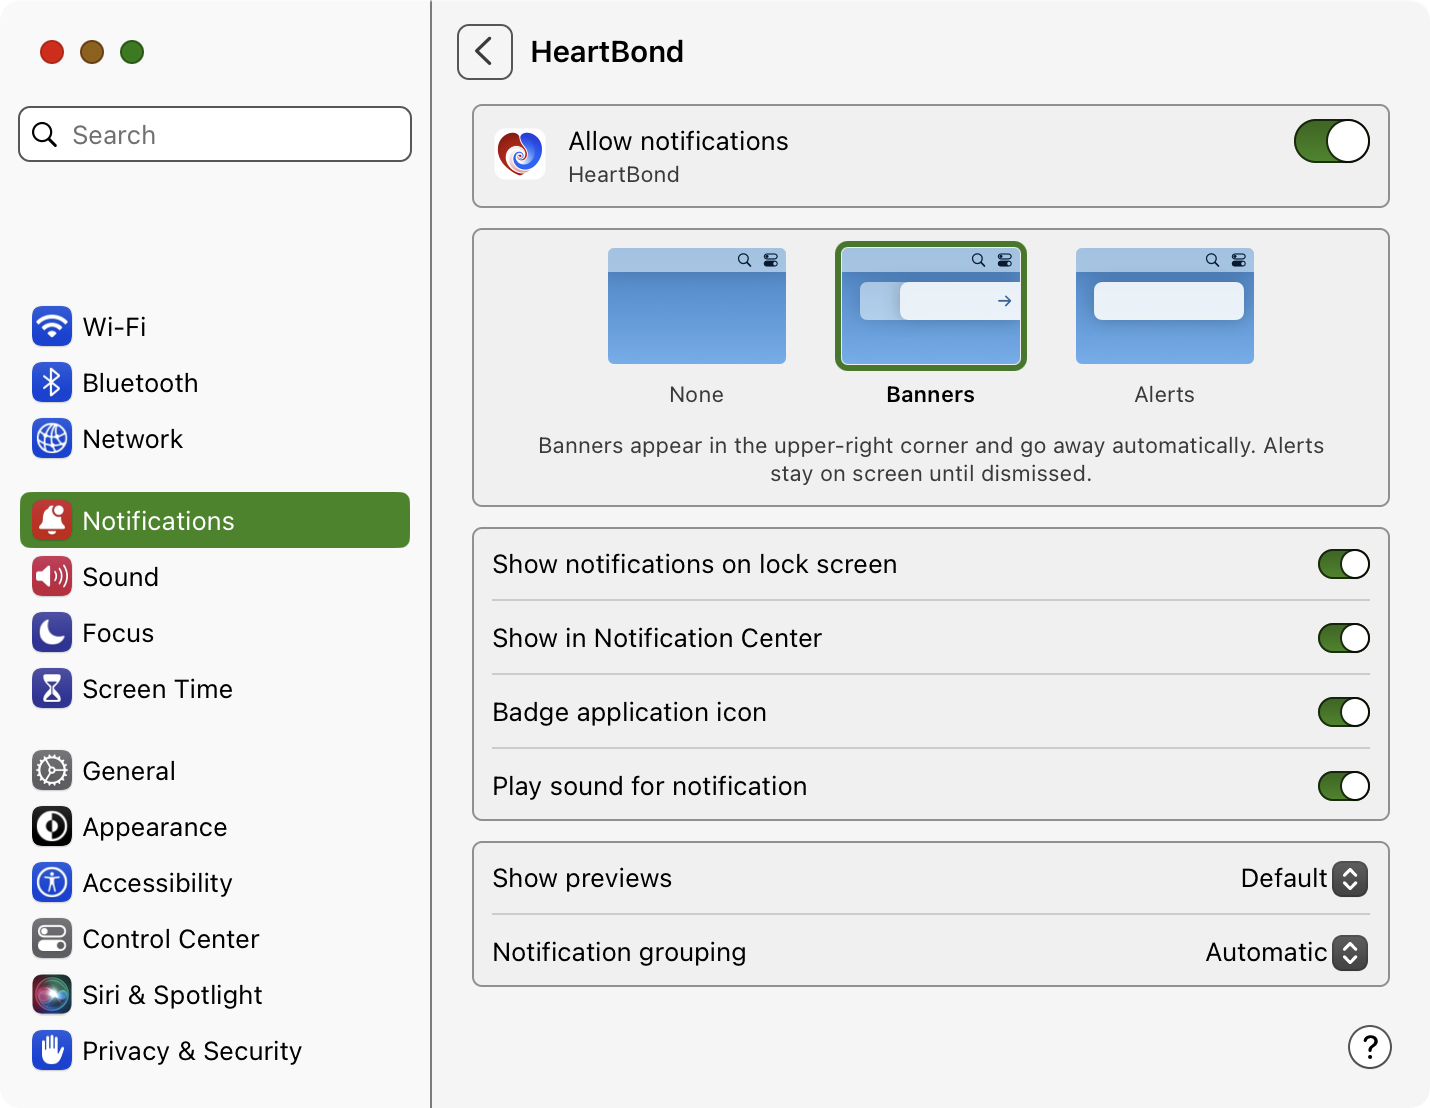 Search
Wi-Fi
Bluetooth
Network
Notifications
Sound
Focus
Screen Time
General
Appearance
Accessibility
Control Center
Siri & Spotlight
Privacy & Security
HeartBond
Allow notifications
HeartBond
None
Banners
Alerts
Banners appear in the upper-right corner and go away automatically. Alerts
stay on screen until dismissed.
Show notifications on lock screen
Show in Notification Center
Badge application icon
Play sound for notification
Show previews Default
Notification grouping Automatic
?